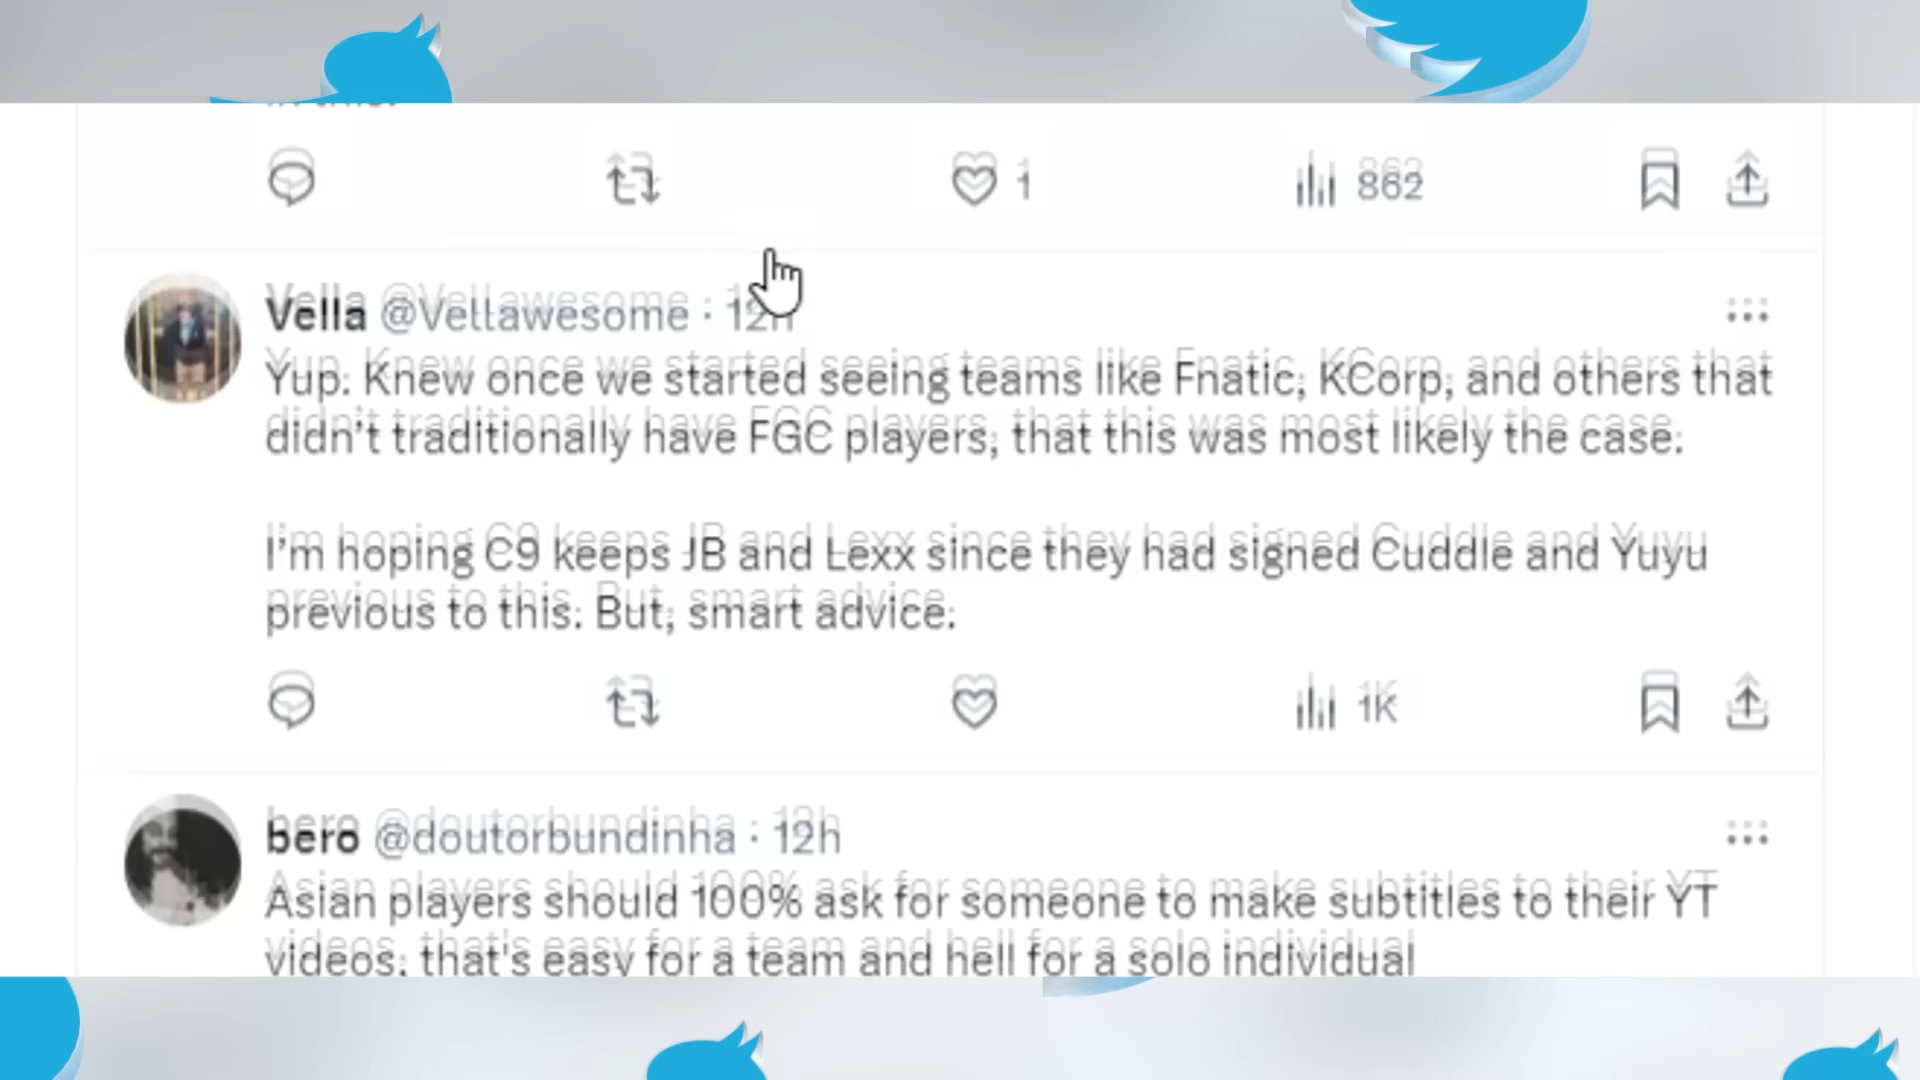 1 862
Vella @Vellawesome · 12h
Yup. Knew once we started seeing teams like Fnatic, KCorp, and others that
didn't traditionally have FGC players, that this was most likely the case.
I'm hoping C9 keeps JB and Lexx since they had signed Cuddle and Yuyu
previous to this. But, smart advice.
1K
bero @doutorbundinha · 12h
Asian players should 100% ask for someone to make subtitles to their YT
videos, that's easy for a team and hell for a solo individual